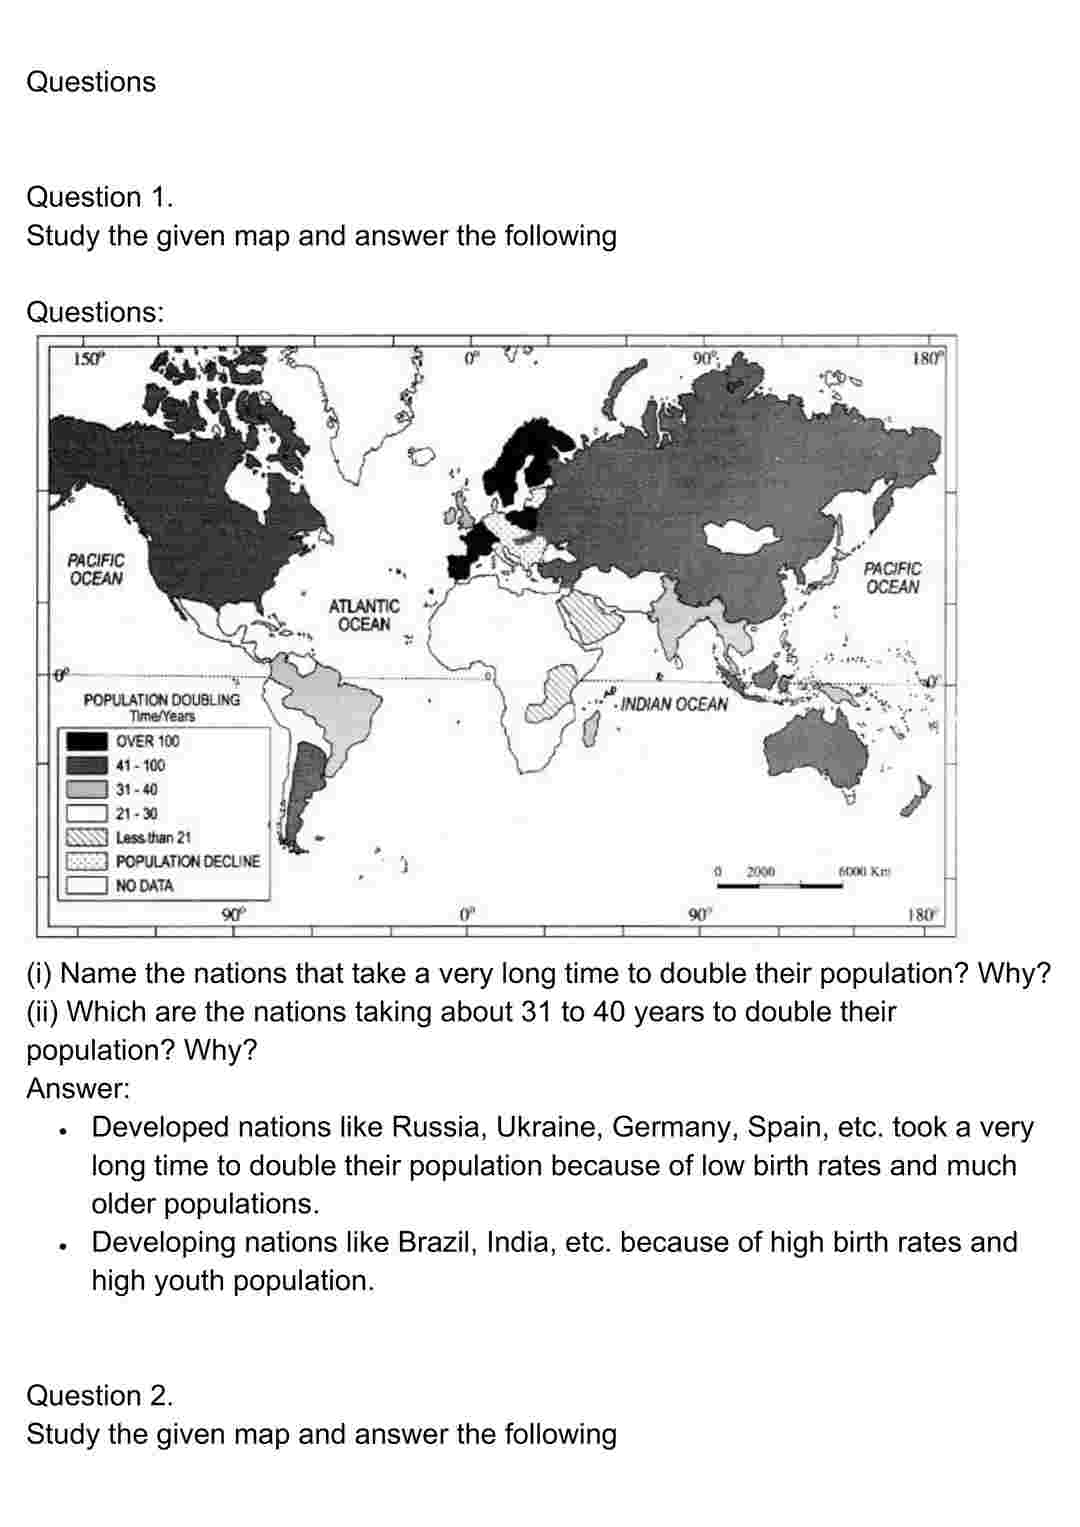 Questions
Question 1.
Study the given map and answer the following
Questions:
150°
0°
90°
180°
PACIFIC
OCEAN
ATLANTIC
OCEAN
PACIFIC
OCEAN
0°
0
0°
INDIAN OCEAN
POPULATION DOUBLING
Time/Years
OVER 100
41 - 100
31 - 40
21 - 30
Less than 21
POPULATION DECLINE
NO DATA
0 2000 6000 Km
90°
0°
90°
180°
(i) Name the nations that take a very long time to double their population? Why?
(ii) Which are the nations taking about 31 to 40 years to double their
population? Why?
Answer:
• Developed nations like Russia, Ukraine, Germany, Spain, etc. took a very
long time to double their population because of low birth rates and much
older populations.
• Developing nations like Brazil, India, etc. because of high birth rates and
high youth population.
Question 2.
Study the given map and answer the following